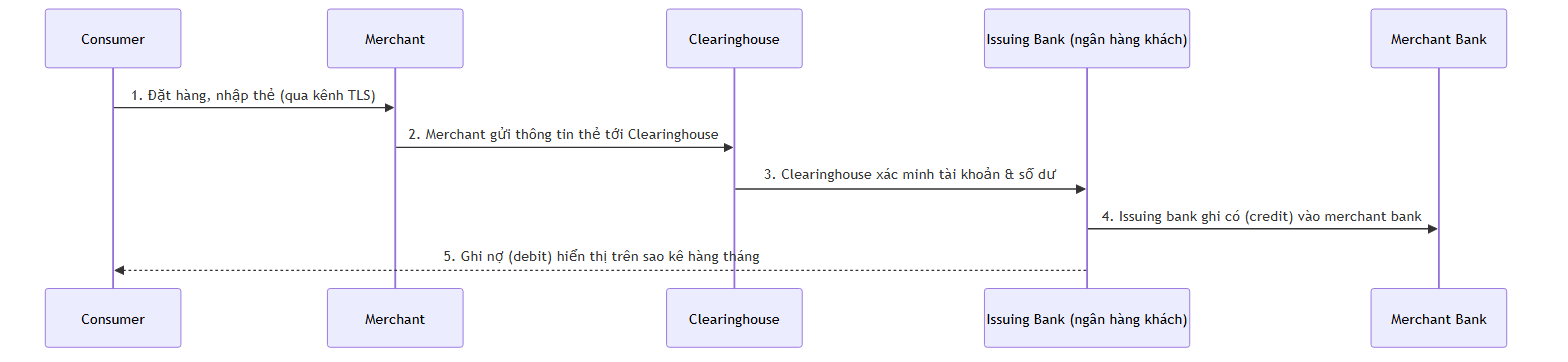 Consumer
Merchant
Clearinghouse
Issuing Bank (ngân hàng khách)
Merchant Bank
1. Đặt hàng, nhập thẻ (qua kênh TLS)
2. Merchant gửi thông tin thẻ tới Clearinghouse
3. Clearinghouse xác minh tài khoản & số dư
4. Issuing bank ghi có (credit) vào merchant bank
5. Ghi nợ (debit) hiển thị trên sao kê hàng tháng
Consumer
Merchant
Clearinghouse
Issuing Bank (ngân hàng khách)
Merchant Bank